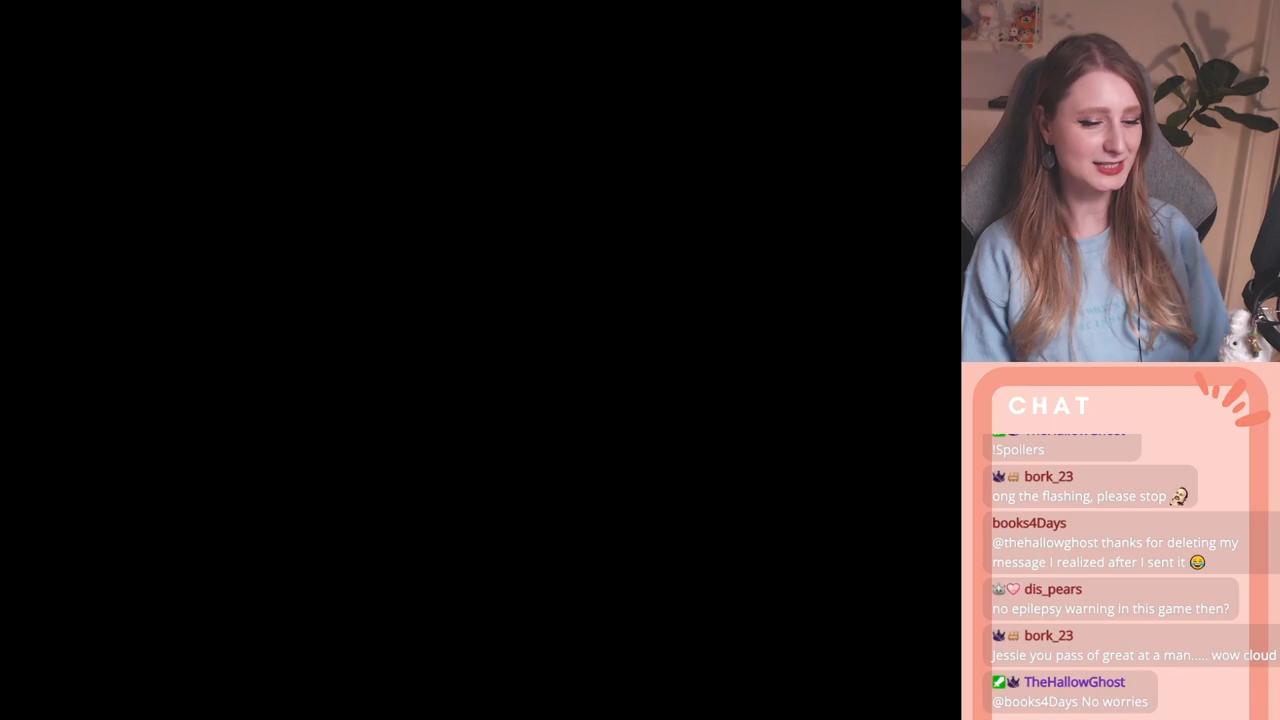 CHAT
TheHallowGhost
!Spoilers
bork_23
ong the flashing, please stop
books4Days
@thehallowghost thanks for deleting my
message I realized after I sent it 😂
dis_pears
no epilepsy warning in this game then?
bork_23
Jessie you pass of great at a man..... wow cloud
TheHallowGhost
@books4Days No worries